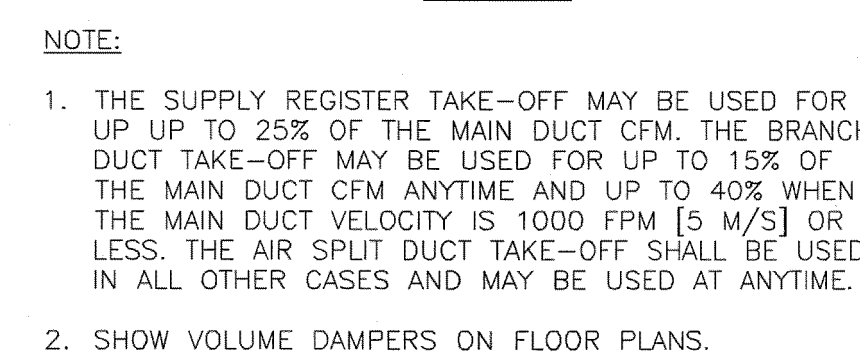 NOTE:
1. THE SUPPLY REGISTER TAKE-OFF MAY BE USED FOR
UP UP TO 25% OF THE MAIN DUCT CFM. THE BRANCH
DUCT TAKE-OFF MAY BE USED FOR UP TO 15% OF
THE MAIN DUCT CFM ANYTIME AND UP TO 40% WHEN
THE MAIN DUCT VELOCITY IS 1000 FPM [5 M/S] OR
LESS. THE AIR SPLIT DUCT TAKE-OFF SHALL BE USED
IN ALL OTHER CASES AND MAY BE USED AT ANYTIME.
2. SHOW VOLUME DAMPERS ON FLOOR PLANS.